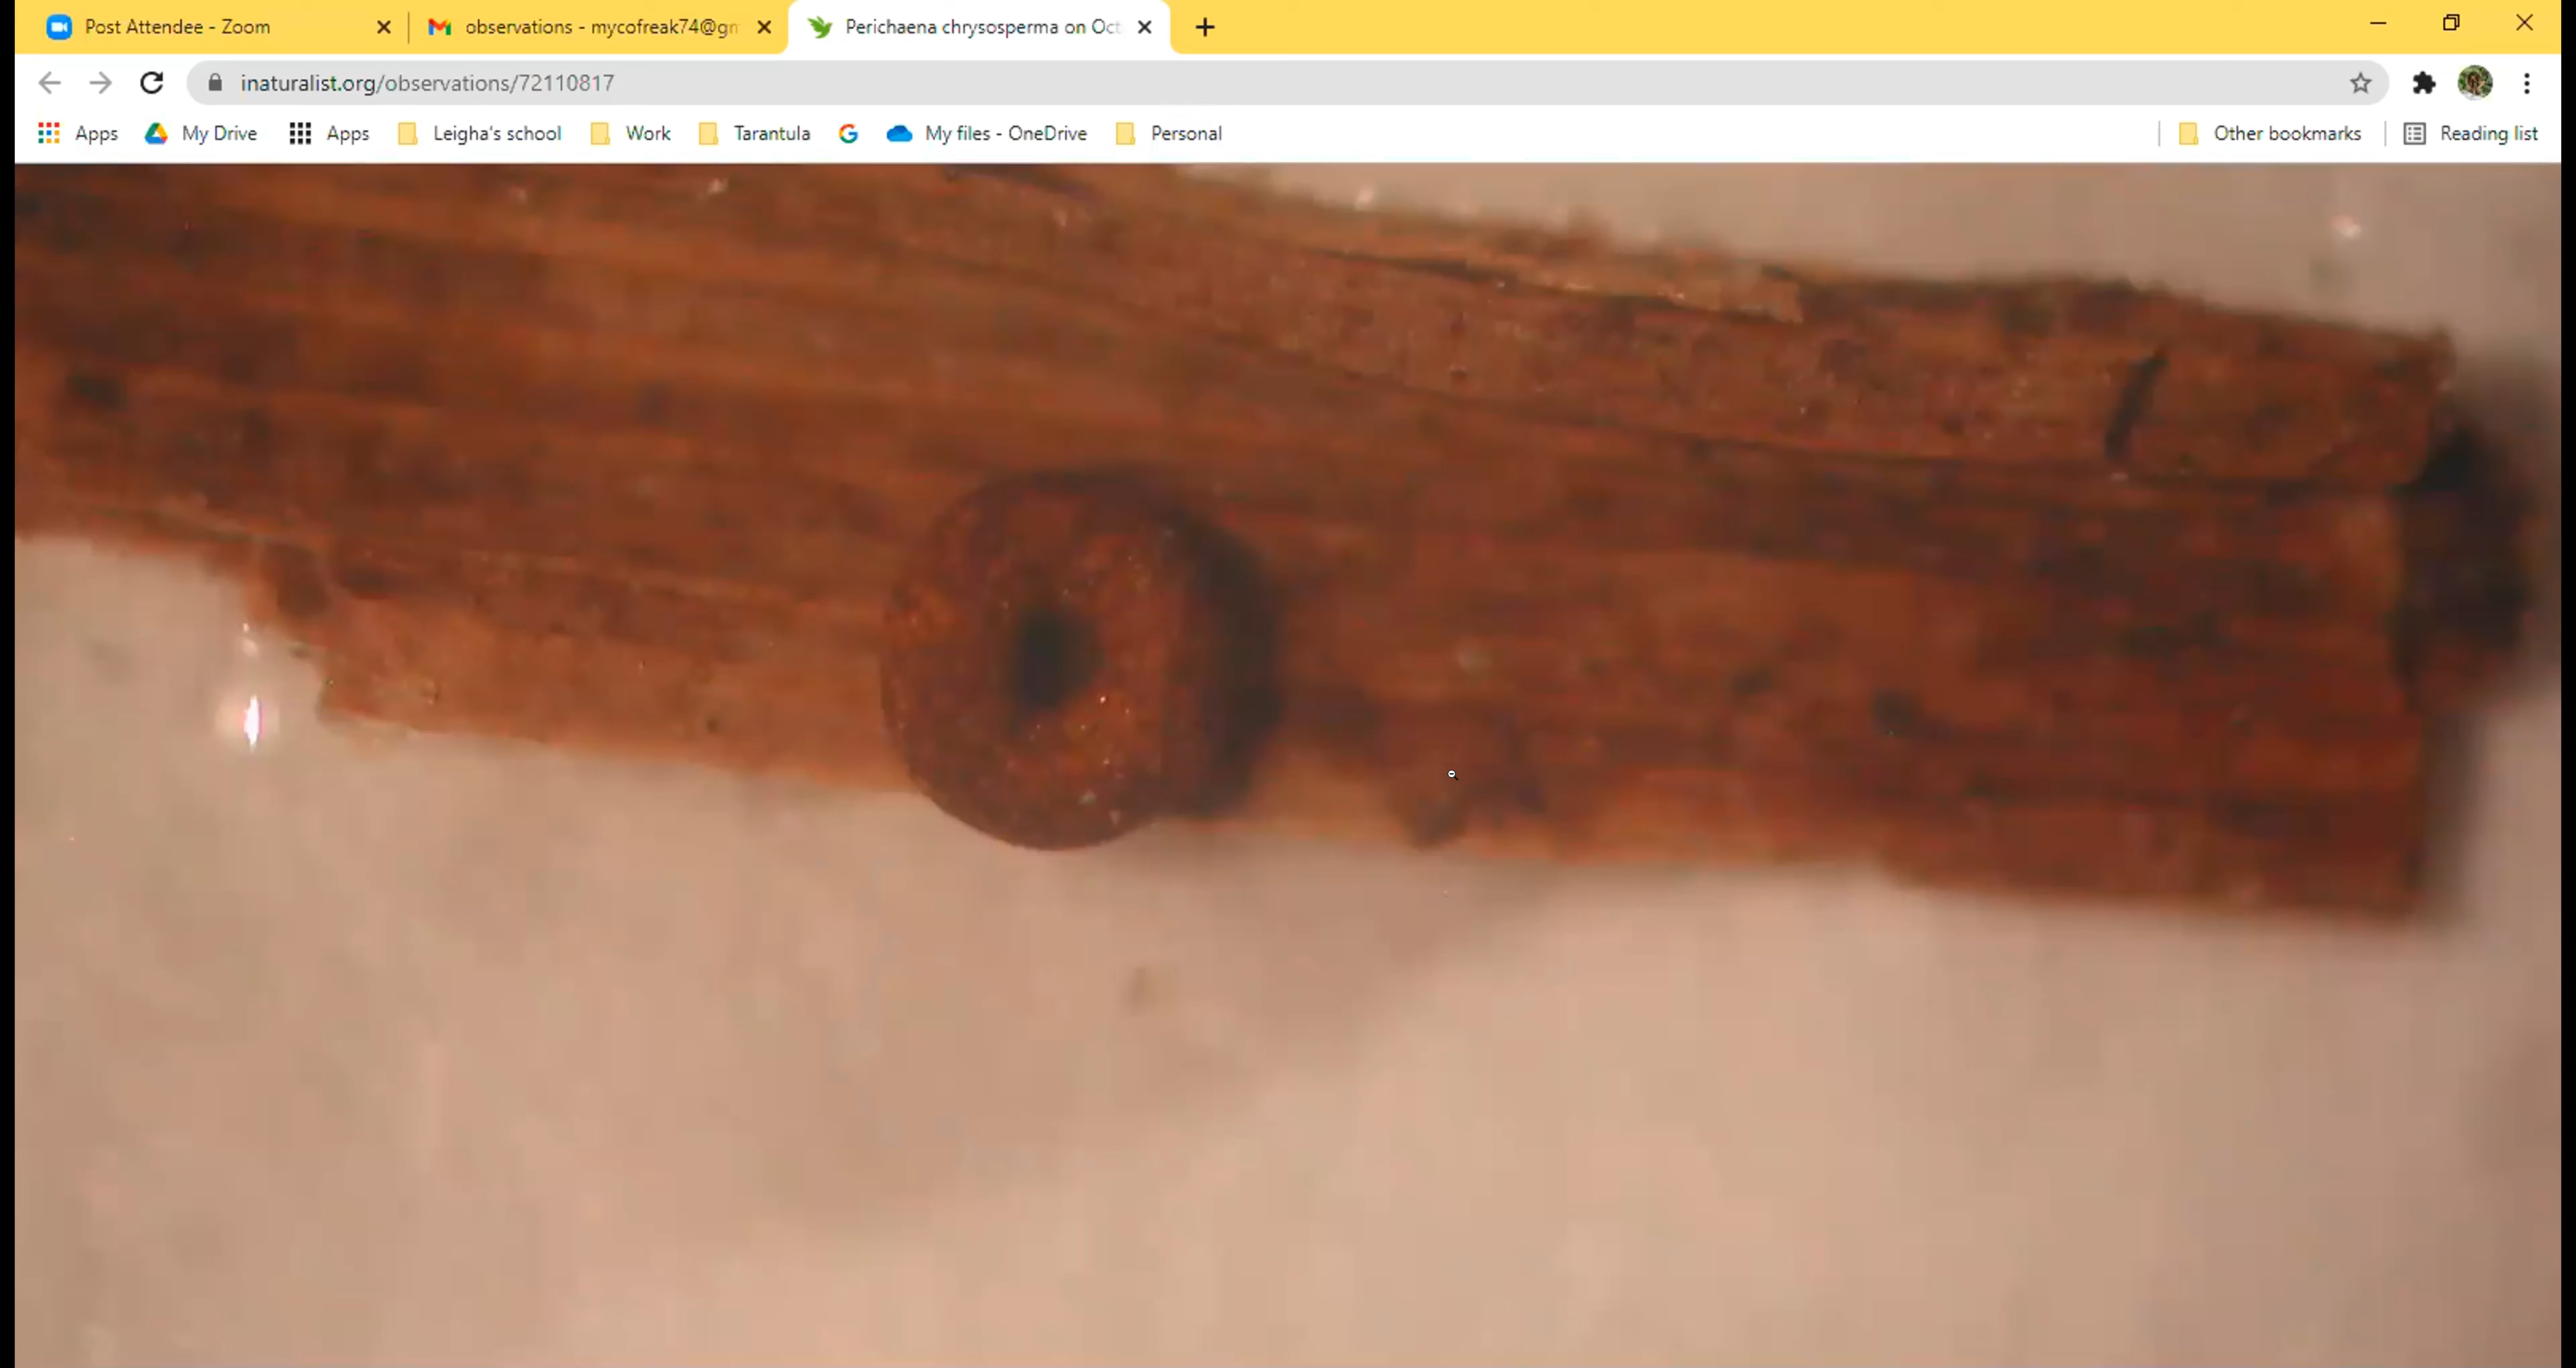 Post Attendee - Zoom
observations - mycofreak74@gm
Perichaena chrysosperma on Oct
inaturalist.org/observations/72110817
Apps My Drive Apps Leigha's school Work Tarantula My files - OneDrive Personal Other bookmarks Reading list